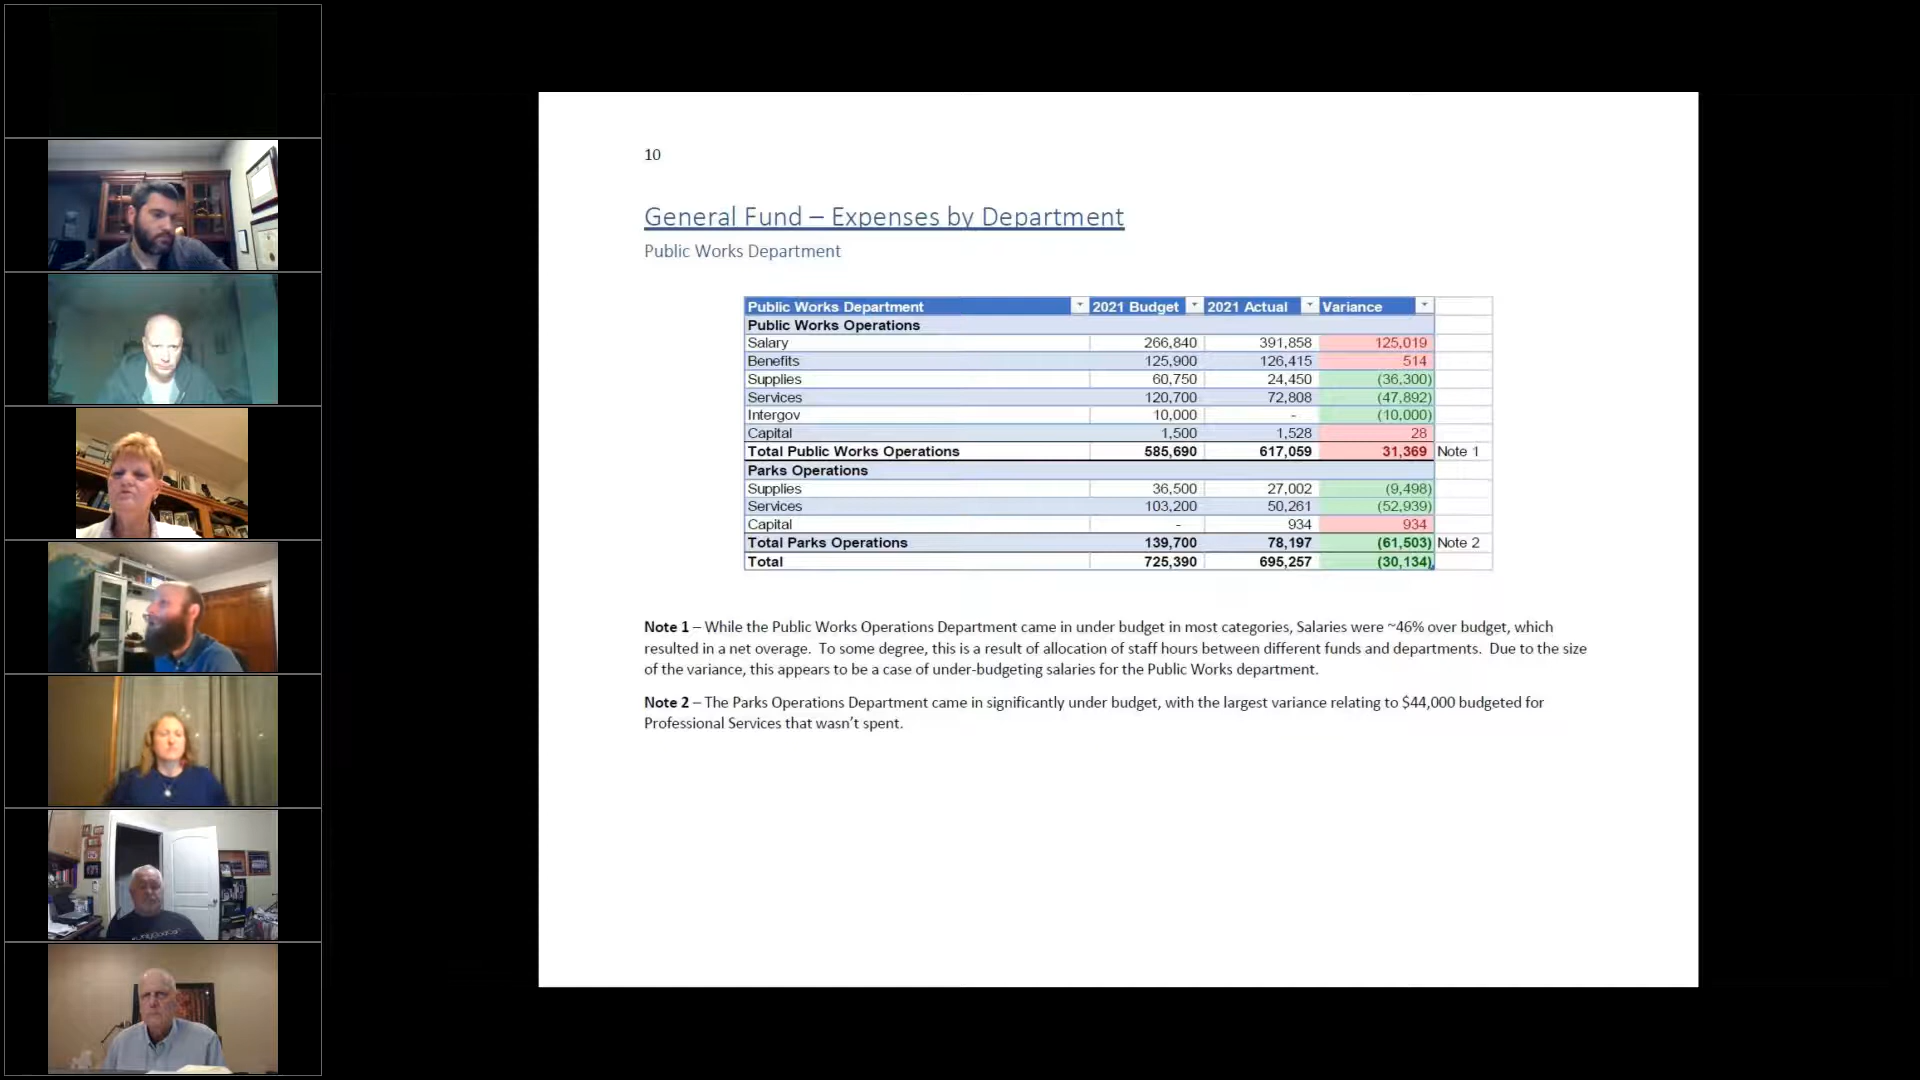 10
General Fund – Expenses by Department
Public Works Department
Public Works Department 2021 Budget 2021 Actual Variance
Public Works Operations
Salary 266,840 391,858 125,019
Benefits 125,900 126,415 514
Supplies 60,750 24,450 (36,300)
Services 120,700 72,808 (47,892)
Intergov 10,000 - (10,000)
Capital 1,500 1,528 28
Total Public Works Operations 585,690 617,059 31,369 Note 1
Parks Operations
Supplies 36,500 27,002 (9,498)
Services 103,200 50,261 (52,939)
Capital - 934 934
Total Parks Operations 139,700 78,197 (61,503) Note 2
Total 725,390 695,257 (30,134)
Note 1 – While the Public Works Operations Department came in under budget in most categories, Salaries were ~46% over budget, which
resulted in a net overage. To some degree, this is a result of allocation of staff hours between different funds and departments. Due to the size
of the variance, this appears to be a case of under-budgeting salaries for the Public Works department.
Note 2 – The Parks Operations Department came in significantly under budget, with the largest variance relating to $44,000 budgeted for
Professional Services that wasn’t spent.